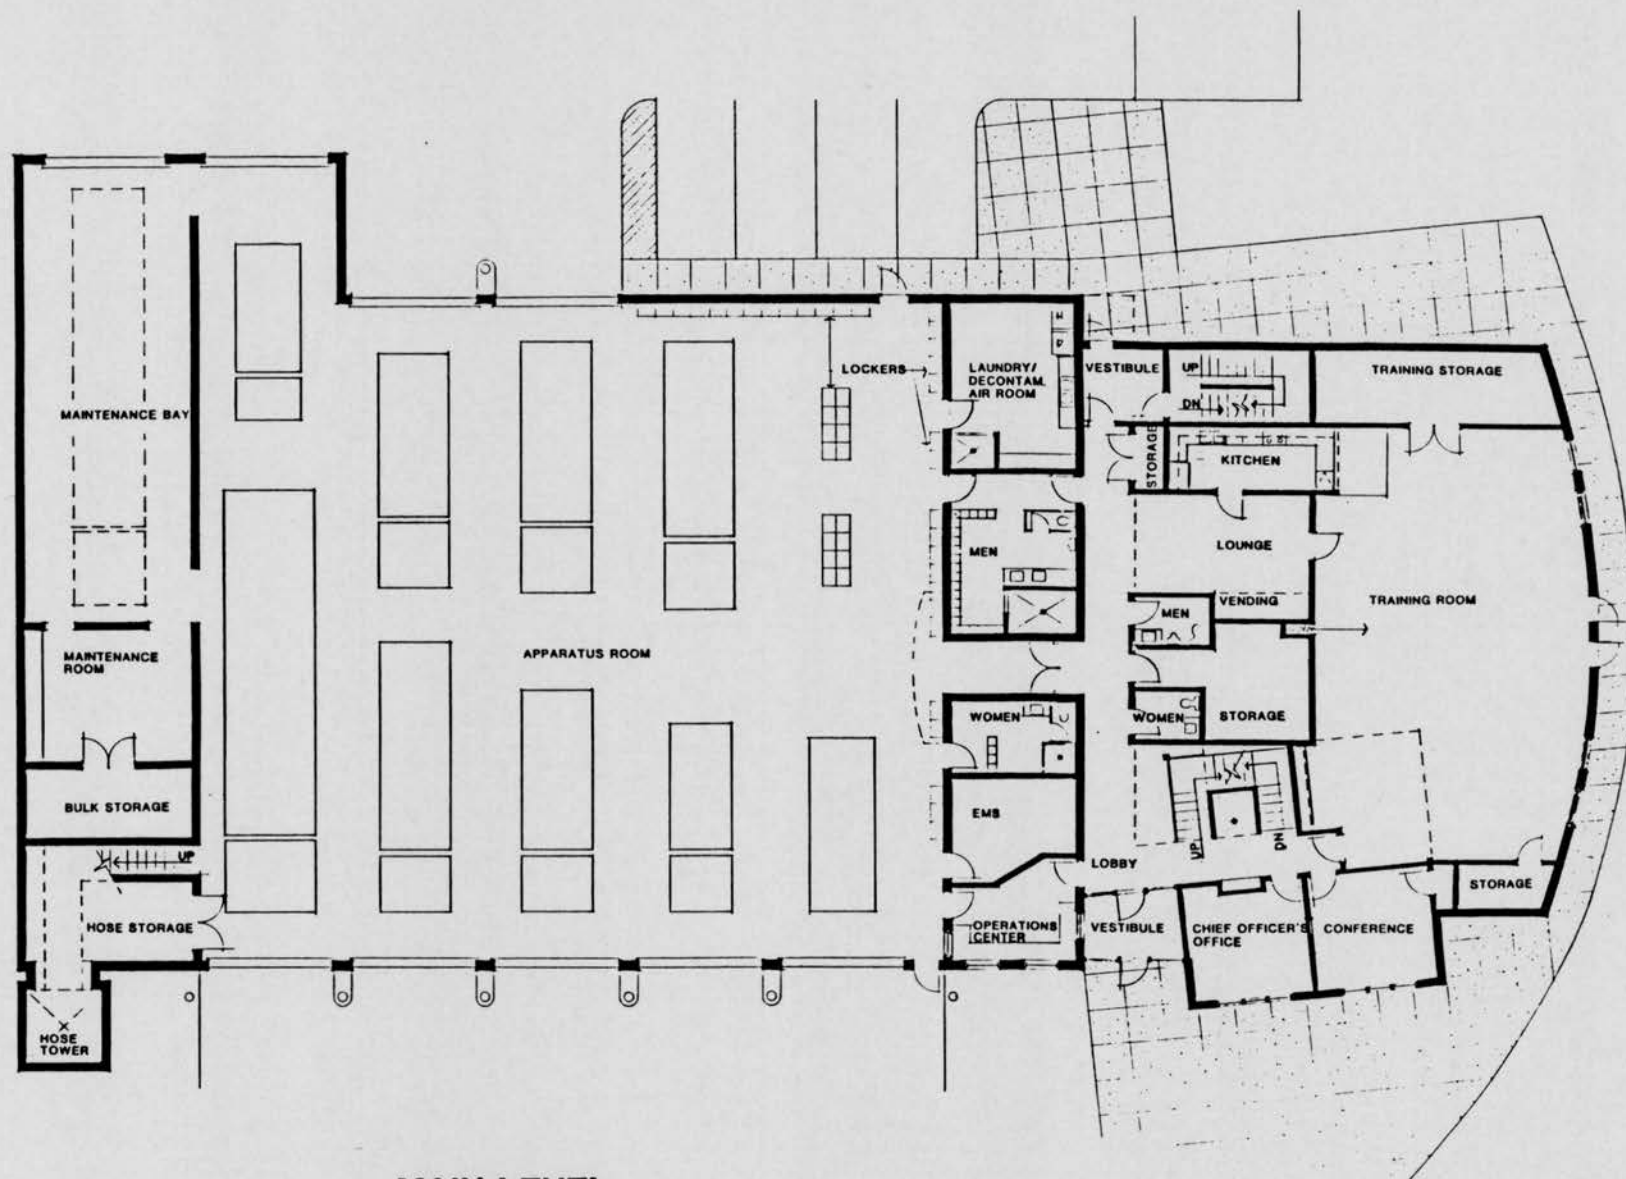 LOCKERS
LAUNDRY/
DECONTAM.
AIR ROOM
W
D
VESTIBULE
UP
DN
TRAINING STORAGE
MAINTENANCE BAY
STORAGE
KITCHEN
MEN
LOUNGE
VENDING
MEN
TRAINING ROOM
MAINTENANCE
ROOM
APPARATUS ROOM
WOMEN
WOMEN
STORAGE
BULK STORAGE
EMS
UP
UP
DN
LOBBY
STORAGE
HOSE STORAGE
OPERATIONS
CENTER
VESTIBULE
CHIEF OFFICER'S
OFFICE
CONFERENCE
HOSE
TOWER
MAIN LEVEL